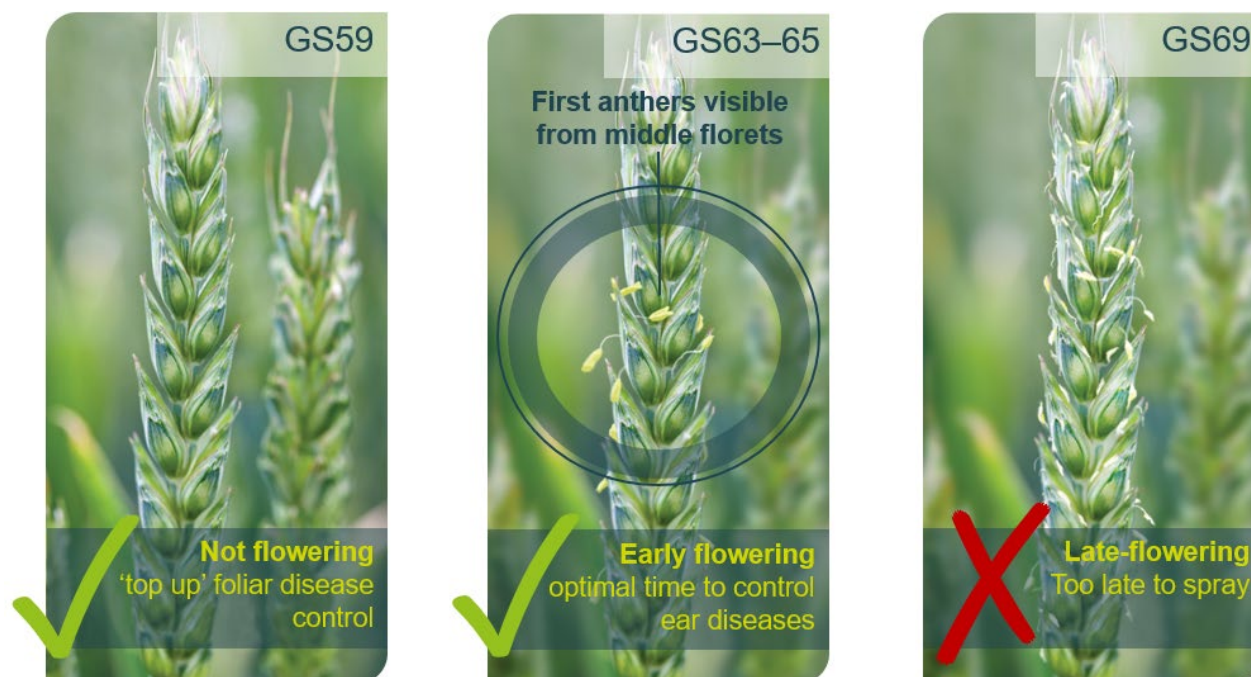 GS59
Not flowering
‘top up’ foliar disease
control
GS63–65
First anthers visible
from middle florets
Early flowering
optimal time to control
ear diseases
GS69
Late-flowering
Too late to spray